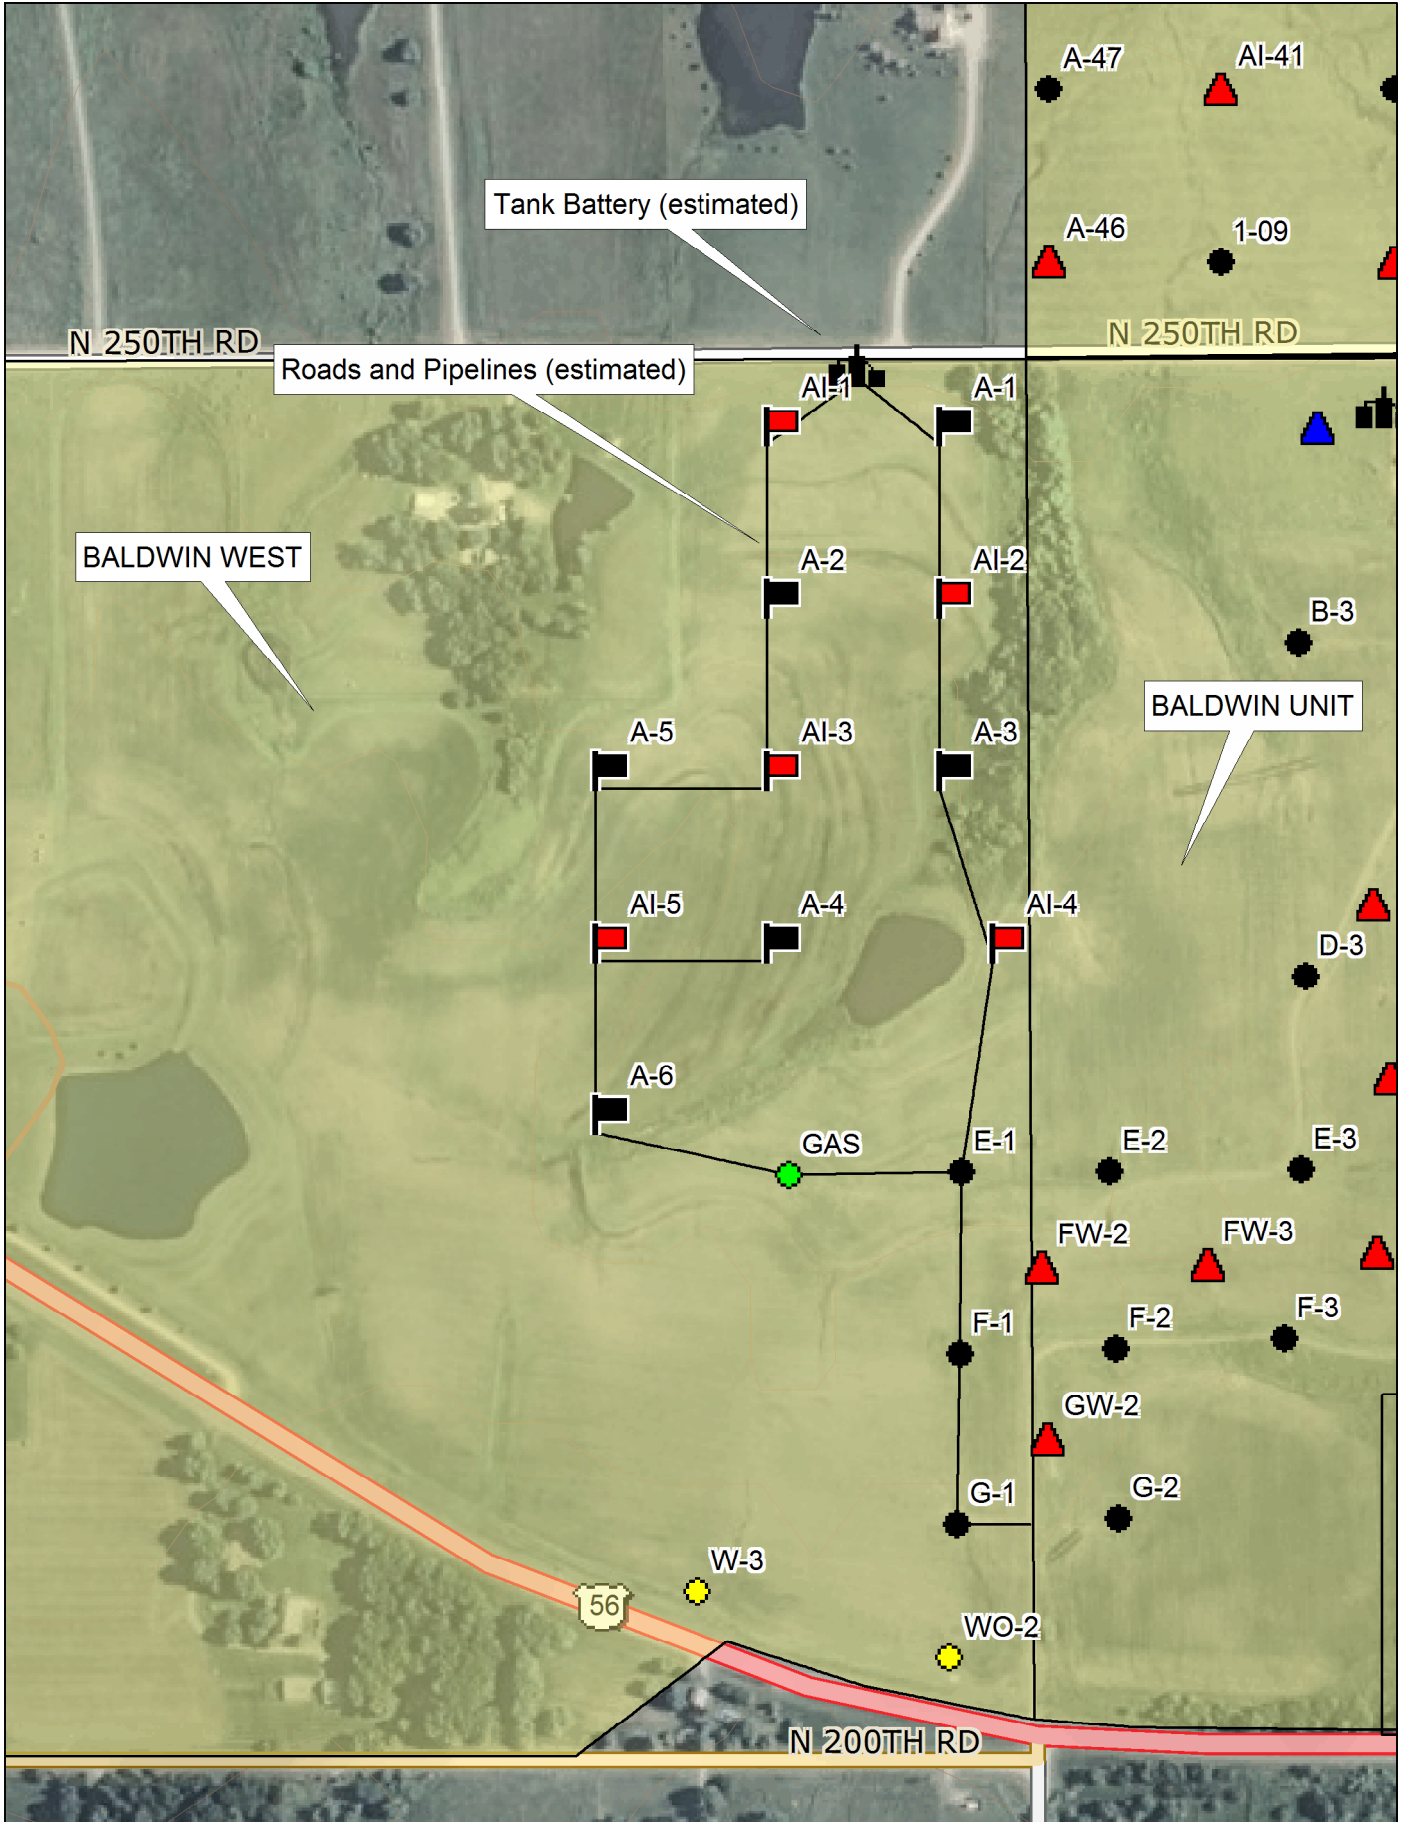 A-47
AI-41
Tank Battery (estimated)
A-46
1-09
N 250TH RD
N 250TH RD
Roads and Pipelines (estimated)
AI-1
A-1
BALDWIN WEST
A-2
AI-2
B-3
BALDWIN UNIT
A-5
AI-3
A-3
AI-5
A-4
AI-4
D-3
A-6
GAS
E-1
E-2
E-3
FW-2
FW-3
F-1
F-2
F-3
GW-2
G-1
G-2
W-3
56
WO-2
N 200TH RD